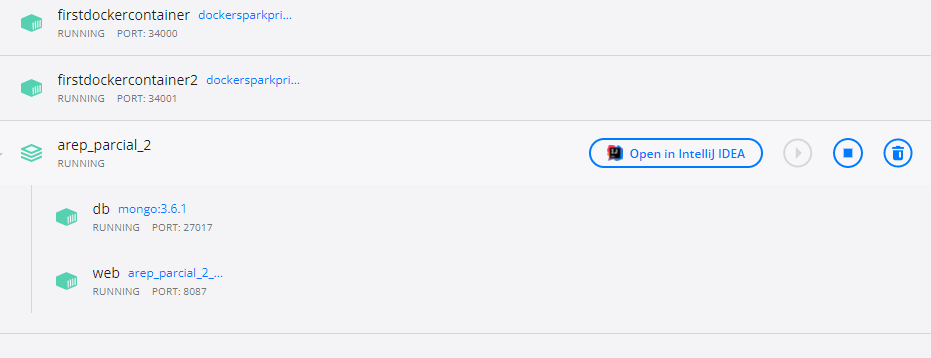 firstdockercontainer dockersparkpri...
RUNNING PORT: 34000
firstdockercontainer2 dockersparkpri...
RUNNING PORT: 34001
arep_parcial_2
RUNNING
Open in IntelliJ IDEA
db mongo:3.6.1
RUNNING PORT: 27017
web arep_parcial_2_...
RUNNING PORT: 8087